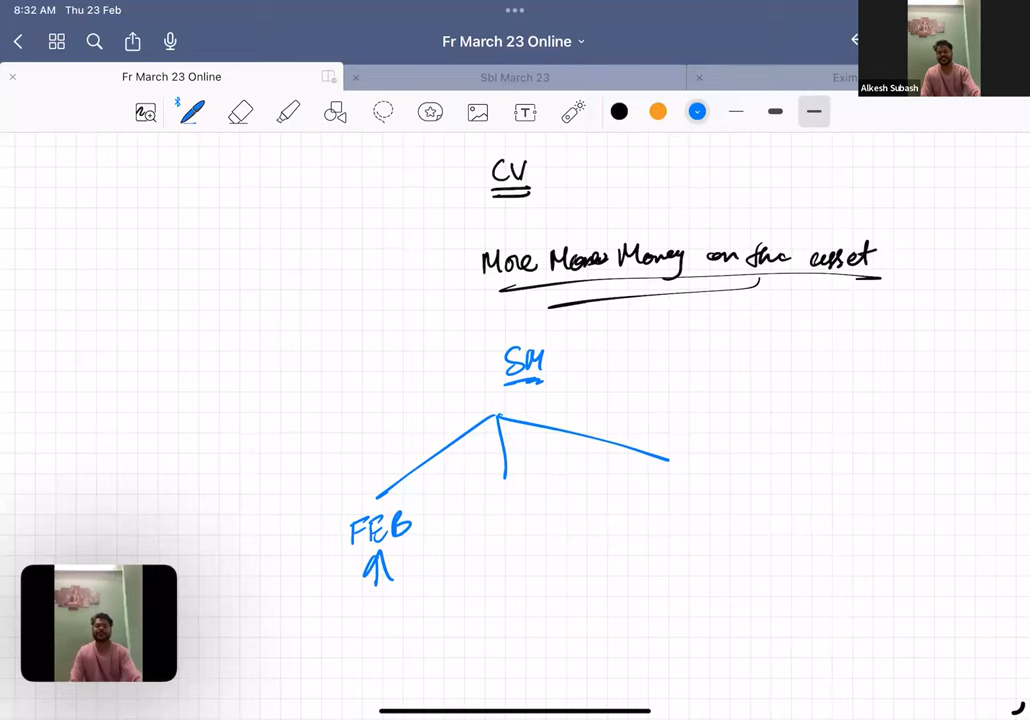 8:32 AM Thu 23 Feb
Fr March 23 Online
Alkesh Subash
Fr March 23 Online
Sbl March 23
Exim
T
CV
More Money on the asset
SM
FEB